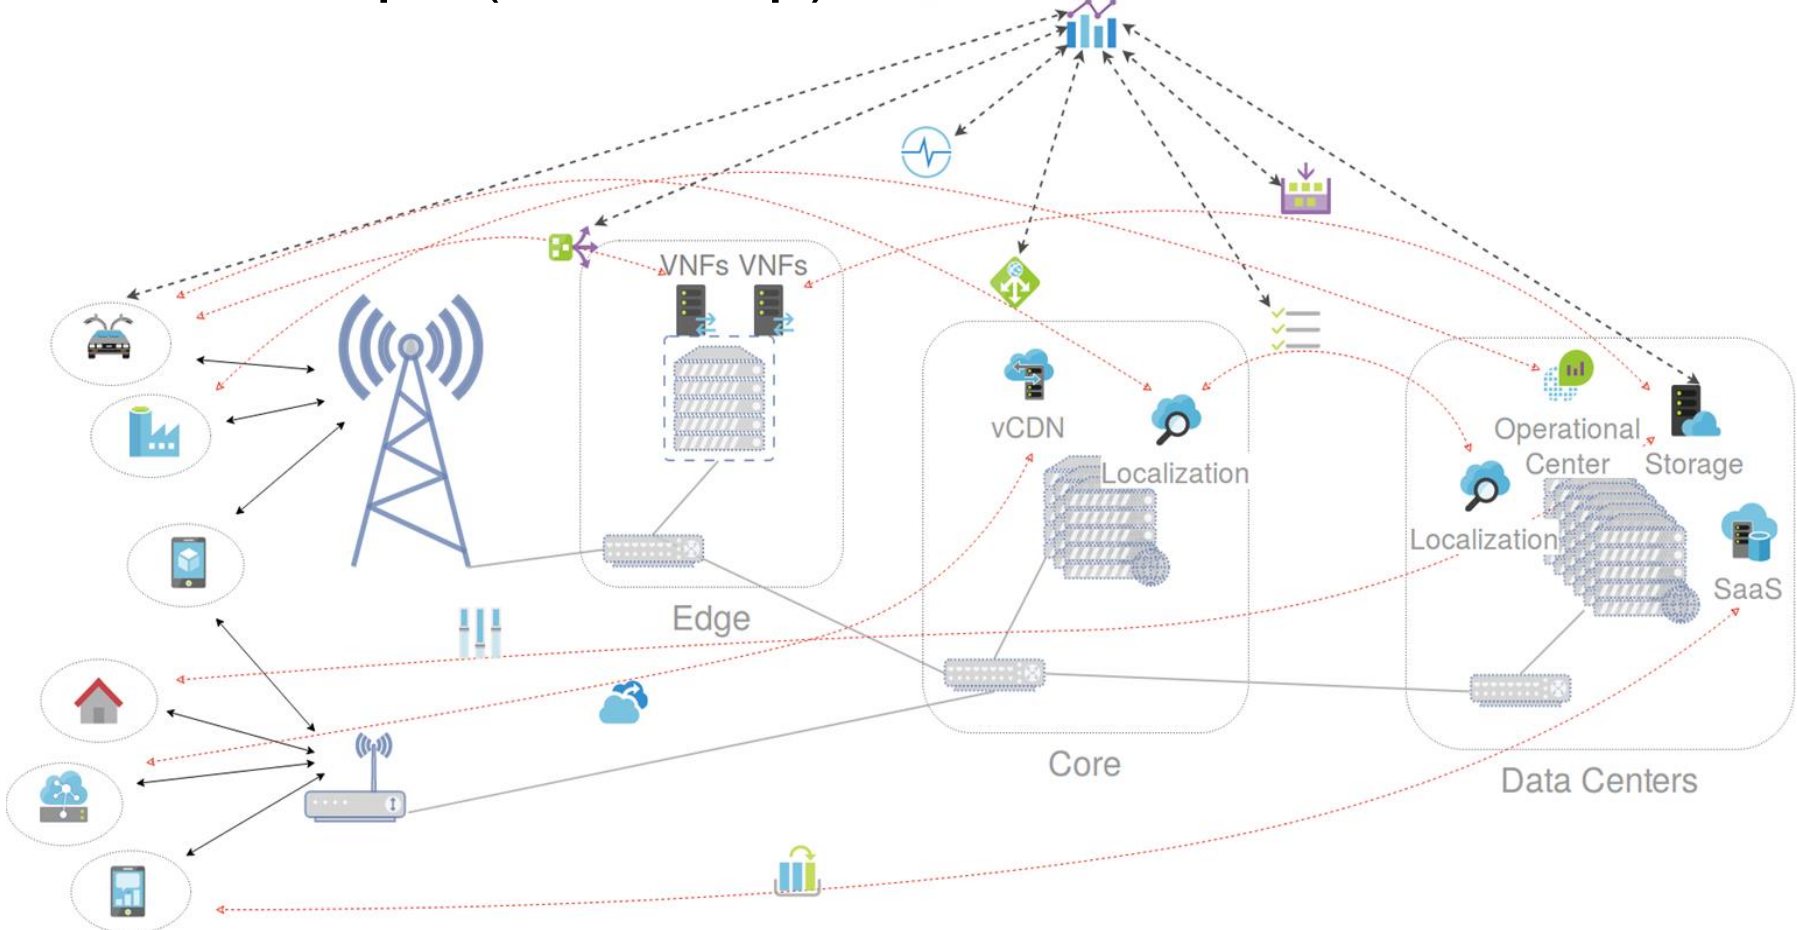 VNFs VNFs
vCDN
Localization
Operational
Center
Storage
Localization
SaaS
Edge
Core
Data Centers